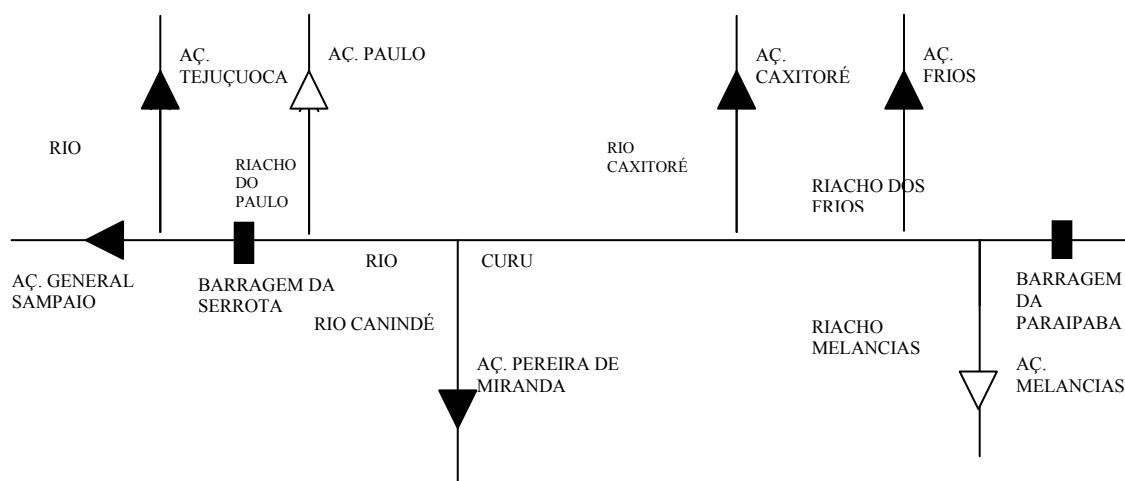 AÇ.
TEJUÇUOCA
AÇ. PAULO
AÇ.
CAXITORÉ
AÇ.
FRIOS
RIO
RIACHO
DO
PAULO
RIO
CAXITORÉ
RIACHO DOS
FRIOS
AÇ. GENERAL
SAMPAIO
BARRAGEM DA
SERROTA
RIO
CURU
RIO CANINDÉ
AÇ. PEREIRA DE
MIRANDA
RIACHO
MELANCIAS
AÇ.
MELANCIAS
BARRAGEM
DA
PARAIPABA